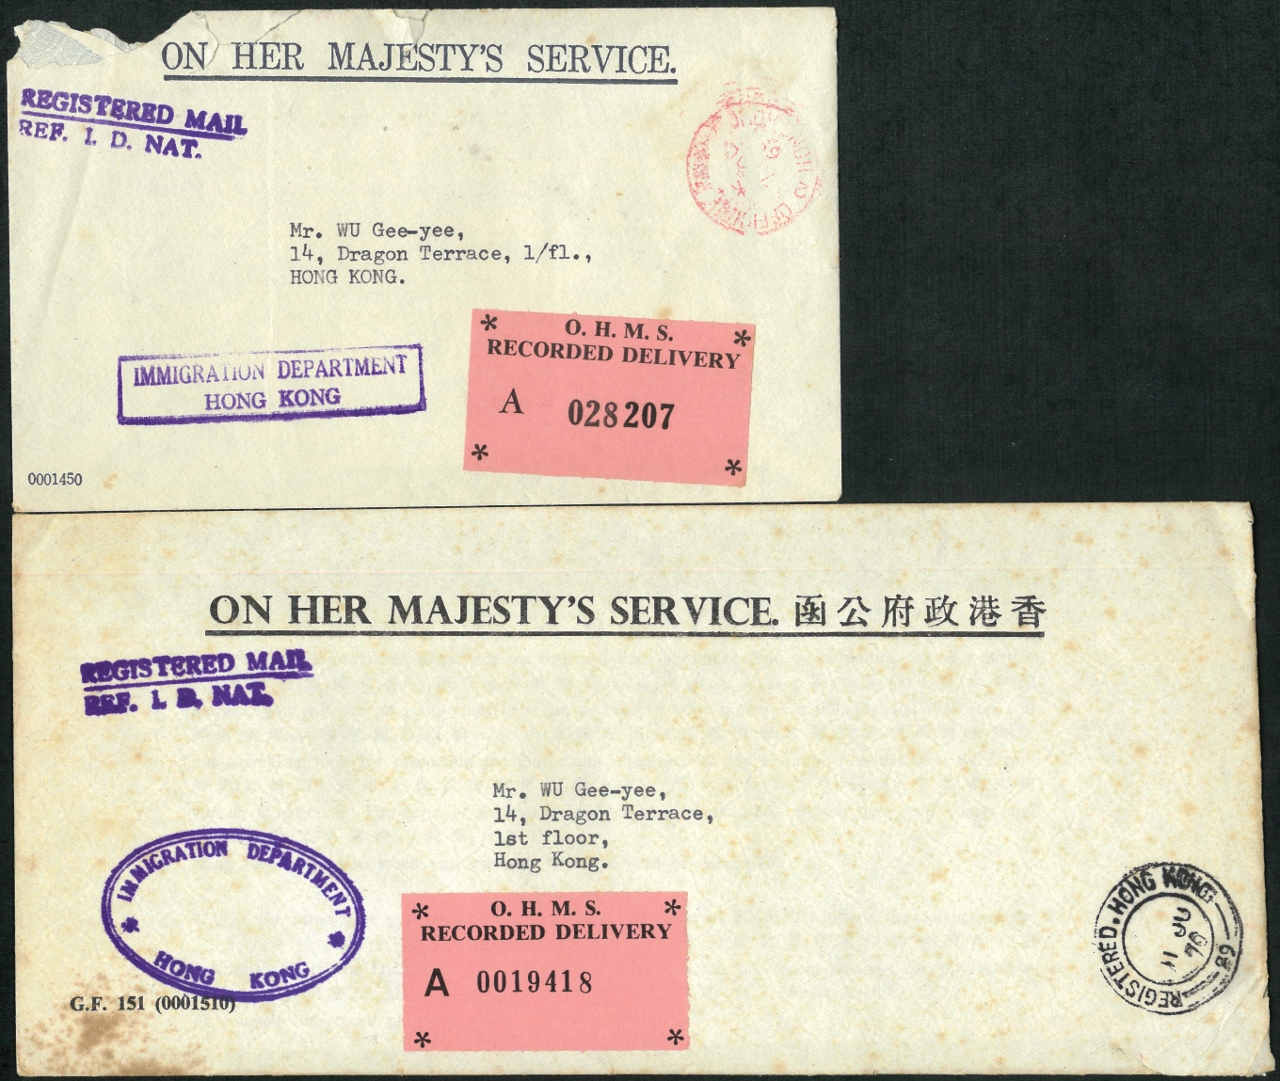 ON HER MAJESTY'S SERVICE.
REGISTERED MAIL
REF. I. D. NAT.
Mr. WU Gee-yee,
14, Dragon Terrace, 1/fl.,
HONG KONG.
O. H. M. S.
RECORDED DELIVERY
A 028207
IMMIGRATION DEPARTMENT
HONG KONG
0001450
ON HER MAJESTY'S SERVICE. 函公府政港香
REGISTERED MAIL
REF. I. D. NAT.
Mr. WU Gee-yee,
14, Dragon Terrace,
1st floor,
Hong Kong.
IMMIGRATION DEPARTMENT
HONG KONG
G.F. 151 (0001510)
O. H. M. S.
RECORDED DELIVERY
A 0019418
REGISTERED. HONG KONG